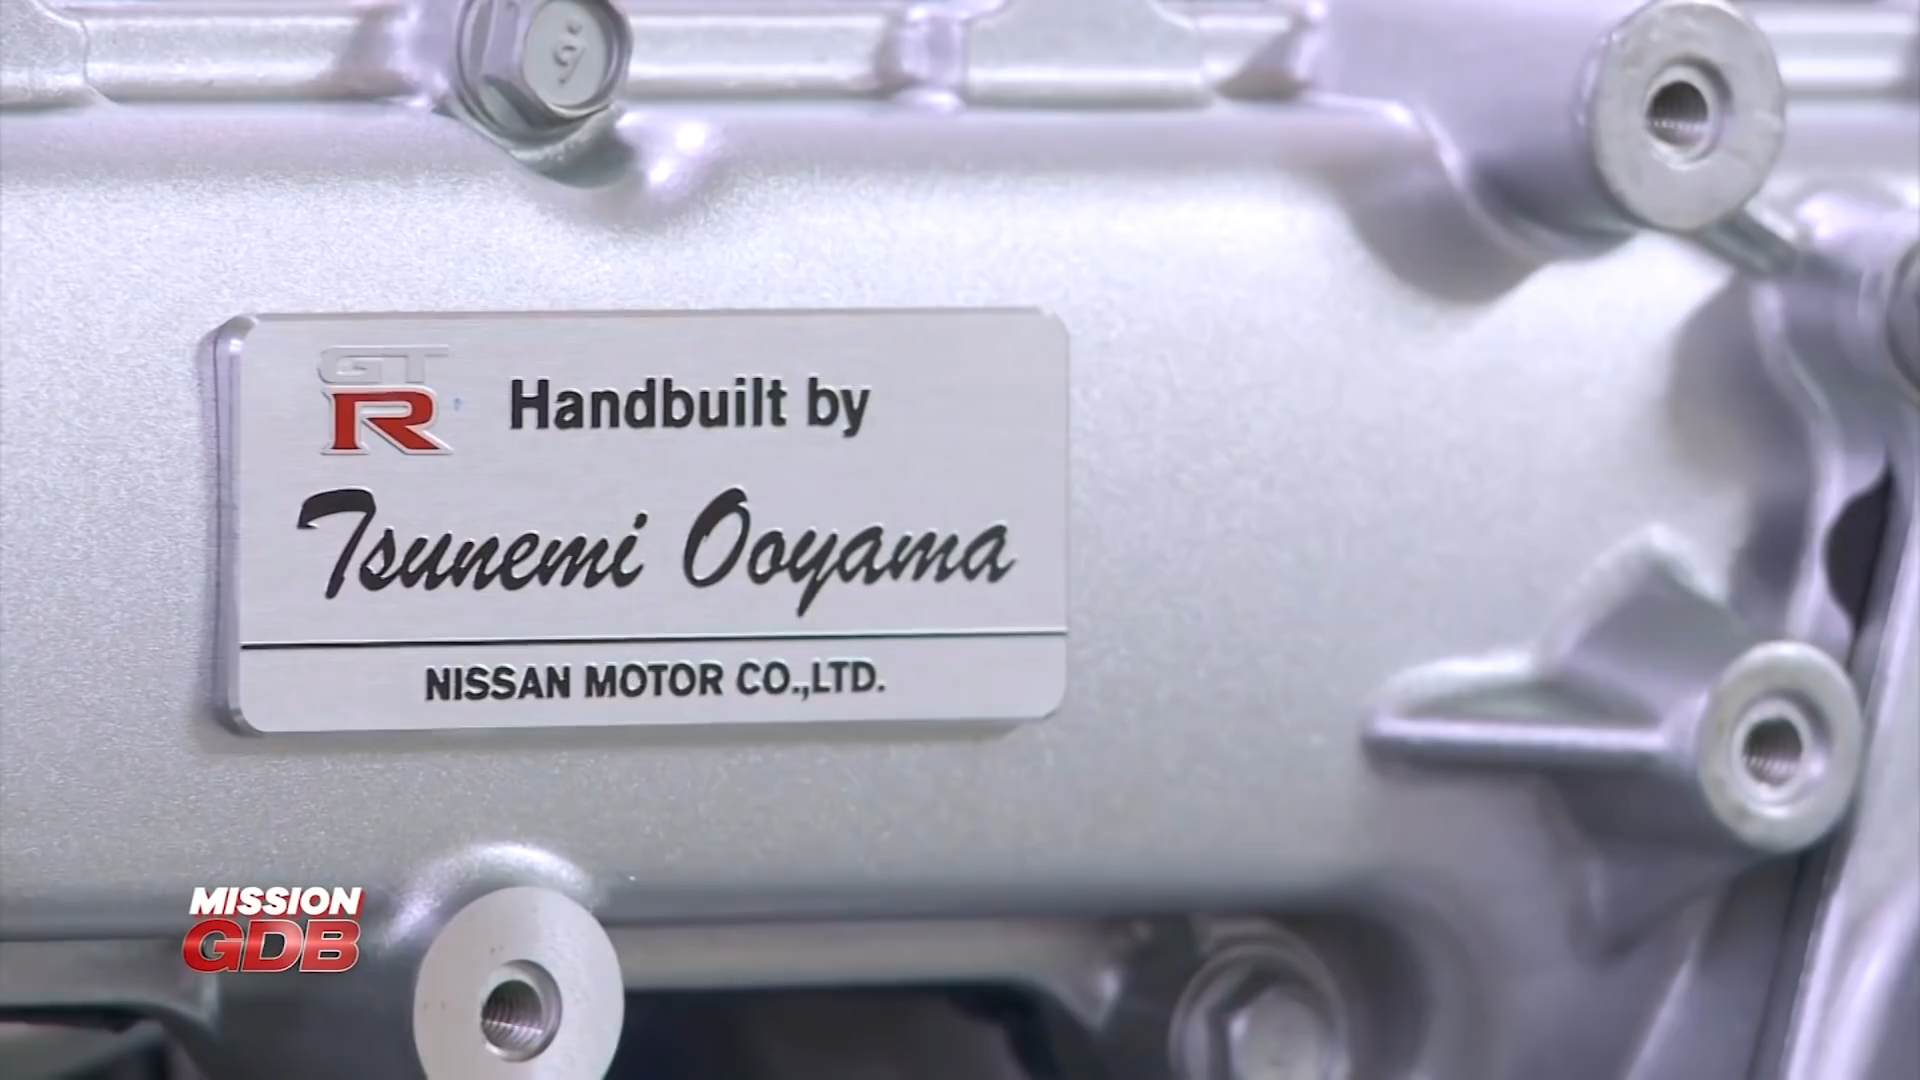 GT
R
Handbuilt by
Tsunemi Ooyama
NISSAN MOTOR CO.,LTD.
MISSION
GDB